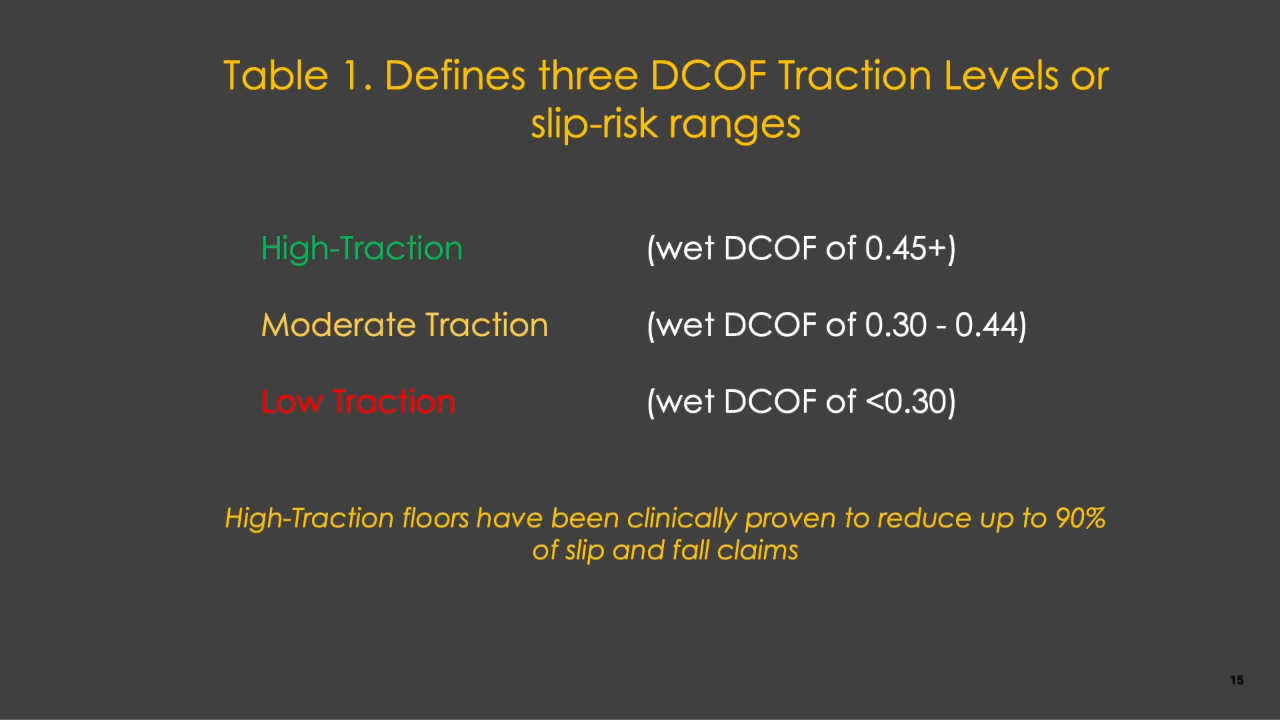 Table 1. Defines three DCOF Traction Levels or
slip-risk ranges
High-Traction (wet DCOF of 0.45+)
Moderate Traction (wet DCOF of 0.30 - 0.44)
Low Traction (wet DCOF of <0.30)
High-Traction floors have been clinically proven to reduce up to 90%
of slip and fall claims
15